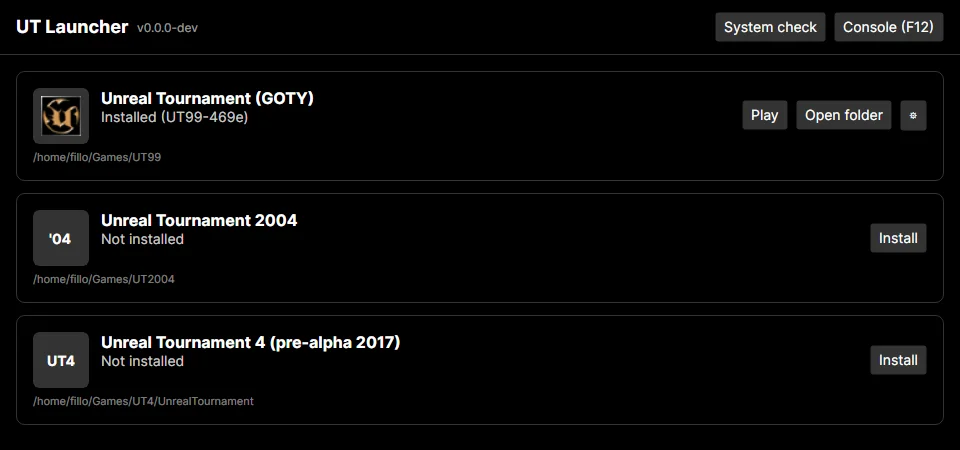 UT Launcher v0.0.0-dev
System check
Console (F12)
Unreal Tournament (GOTY)
Installed (UT99-469e)
Play
Open folder
/home/fillo/Games/UT99
'04
Unreal Tournament 2004
Not installed
Install
/home/fillo/Games/UT2004
UT4
Unreal Tournament 4 (pre-alpha 2017)
Not installed
Install
/home/fillo/Games/UT4/UnrealTournament